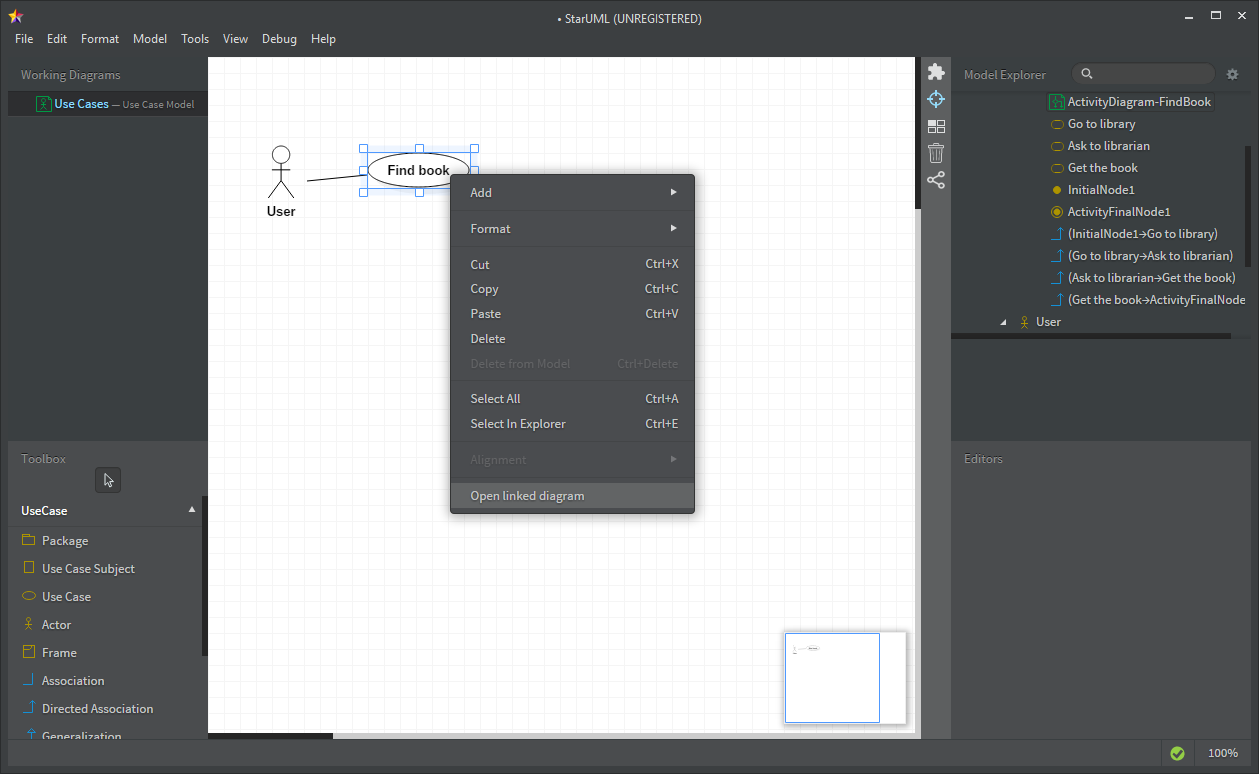 • StarUML (UNREGISTERED)
File Edit Format Model Tools View Debug Help
Working Diagrams
Use Cases — Use Case Model
User
Find book
Add
Format
Cut Ctrl+X
Copy Ctrl+C
Paste Ctrl+V
Delete
Delete from Model Ctrl+Delete
Select All Ctrl+A
Select In Explorer Ctrl+E
Alignment
Open linked diagram
Model Explorer
ActivityDiagram-FindBook
Go to library
Ask to librarian
Get the book
InitialNode1
ActivityFinalNode1
(InitialNode1→Go to library)
(Go to library→Ask to librarian)
(Ask to librarian→Get the book)
(Get the book→ActivityFinalNode
User
Toolbox
UseCase
Package
Use Case Subject
Use Case
Actor
Frame
Association
Directed Association
Generalization
Editors
100%